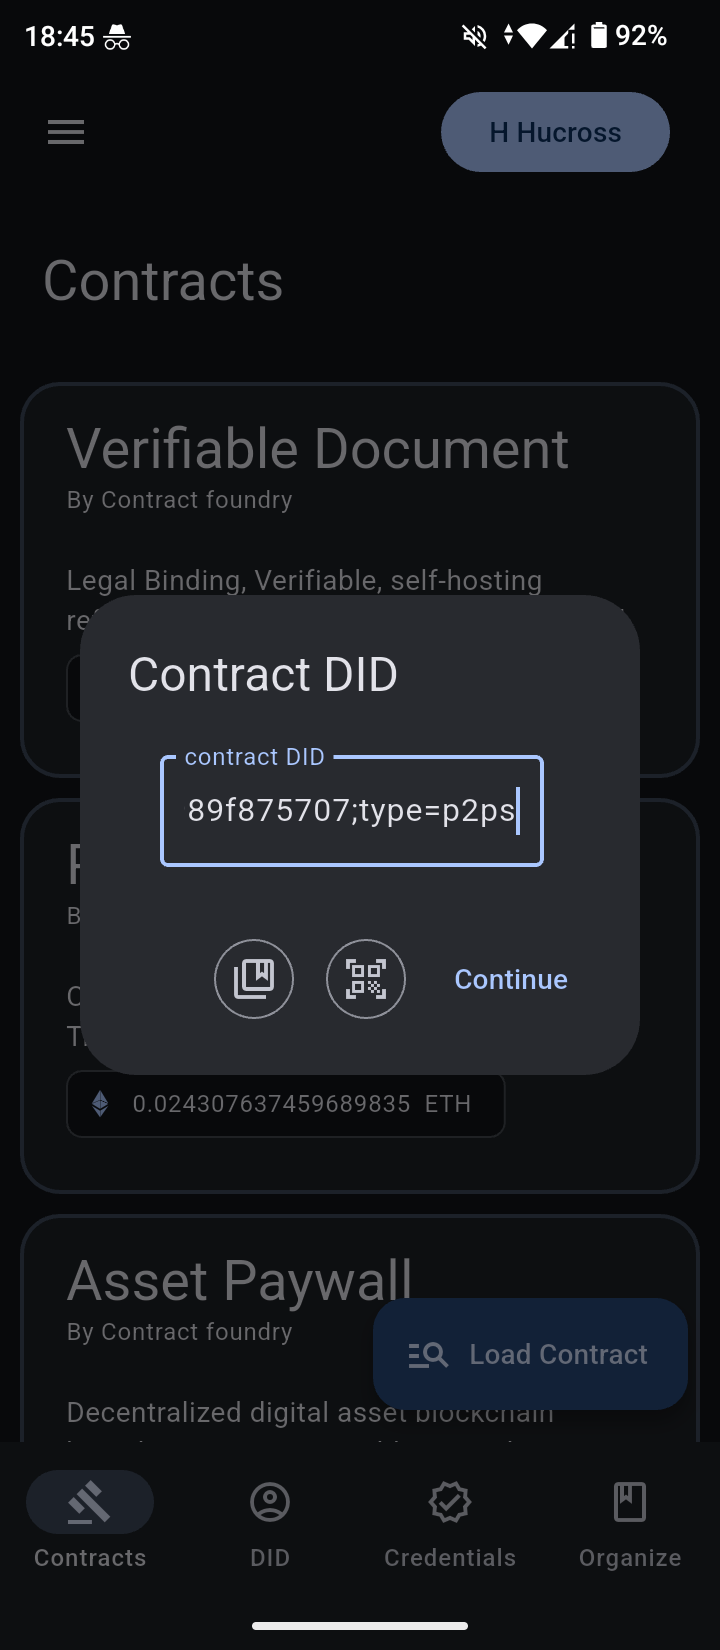 18:45
92%
H Hucross
Contracts
Verifiable Document
By Contract foundry
Legal Binding, Verifiable, self-hosting
Contract DID
contract DID
89f875707;type=p2ps
Continue
0.024307637459689835 ETH
Asset Paywall
By Contract foundry
Load Contract
Decentralized digital asset blockchain
Contracts
DID
Credentials
Organize